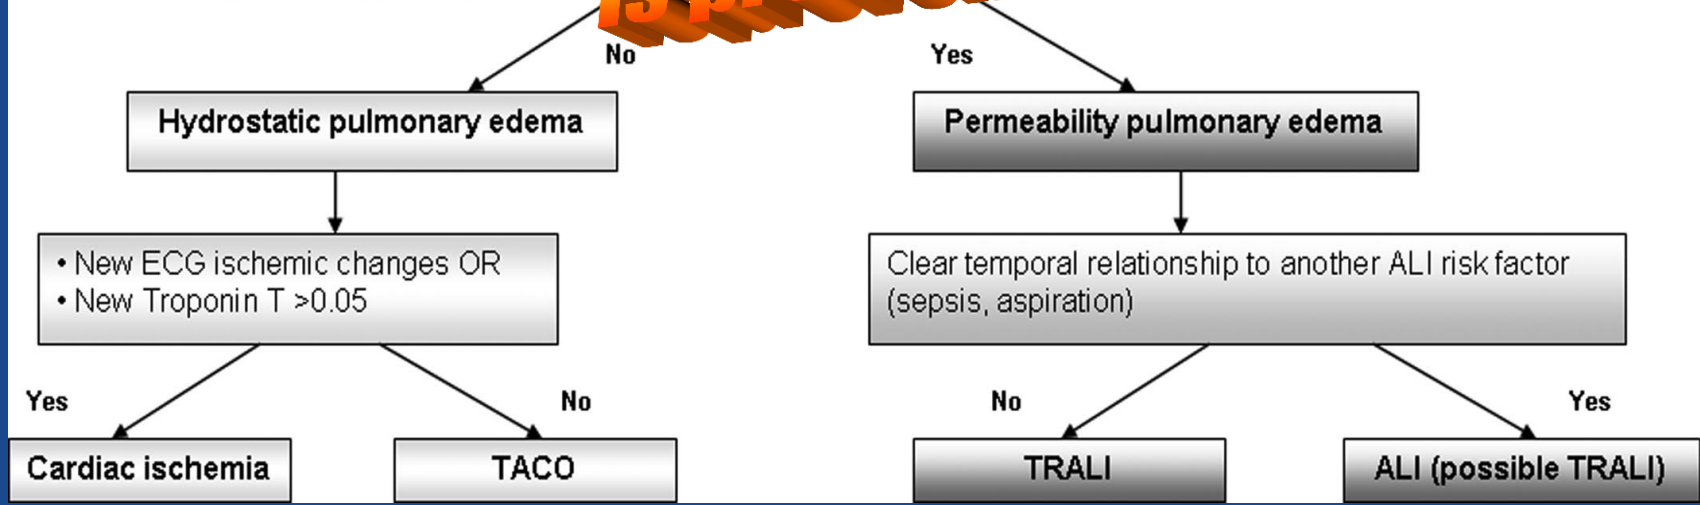 No
Yes
Hydrostatic pulmonary edema
Permeability pulmonary edema
• New ECG ischemic changes OR
• New Troponin T >0.05
Clear temporal relationship to another ALI risk factor
(sepsis, aspiration)
Yes
No
No
Yes
Cardiac ischemia
TACO
TRALI
ALI (possible TRALI)